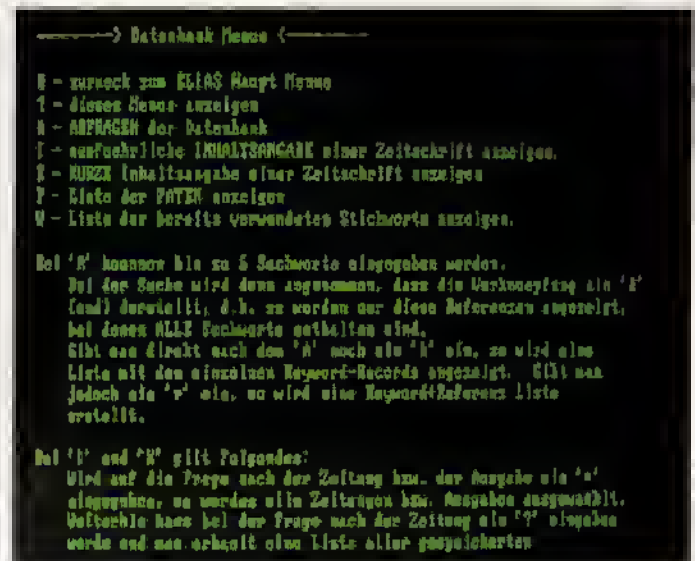 --------> Datenbank Menue <--------
- zurueck zum ELIAS Haupt Menue
- dieses Menue anzeigen
A - ABFRAGEN der Datenbank
I - ausfuehrliche INHALTSANGABE einer Zeitschrift anzeigen.
K - KURZE Inhaltsangabe einer Zeitschrift anzeigen
P - Liste der PATEN anzeigen
W - Liste der bereits verwendeten Stichworte anzeigen.
Bei 'A' koennen bis zu 5 Suchworte eingegeben werden.
Bei der Suche wird dann angenommen, dass die Verknuepfung ein '&'
(and) darstellt, d.h. es werden nur diese Referenzen angezeigt,
bei denen ALLE Suchworte enthalten sind.
Gibt man direkt nach dem 'A' noch ein 'k' ein, so wird eine
Liste mit den einzelnen Keyword-Records angezeigt. Gibt man
jedoch ein 'r' ein, so wird eine Keyword+Referenz Liste
erstellt.
Bei 'I' und 'K' gilt Folgendes:
Wird auf die Frage nach der Zeitung bzw. der Ausgabe ein '*'
eingegeben, so werden alle Zeitungen bzw. Ausgaben ausgewaehlt.
Weiterhin kann bei der Frage nach der Zeitung ein '?' eingeben
werde und man erhaelt eine Liste aller gespeicherten